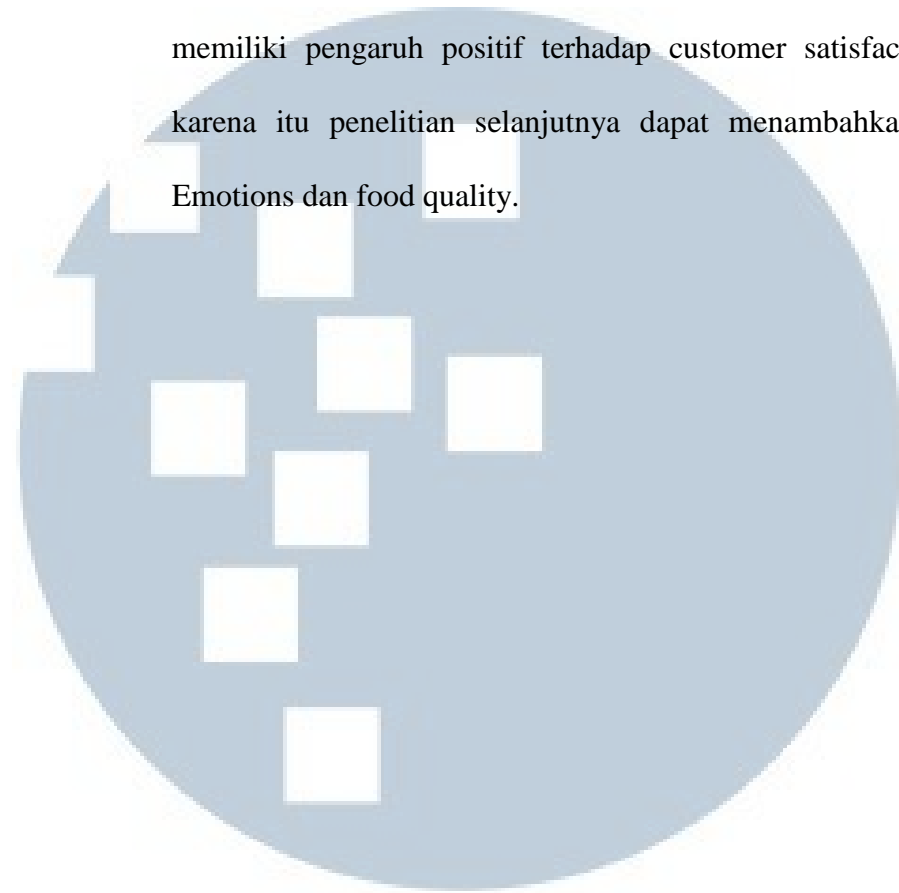 memiliki pengaruh positif terhadap customer satisfac
karena itu penelitian selanjutnya dapat menambahka
Emotions dan food quality.